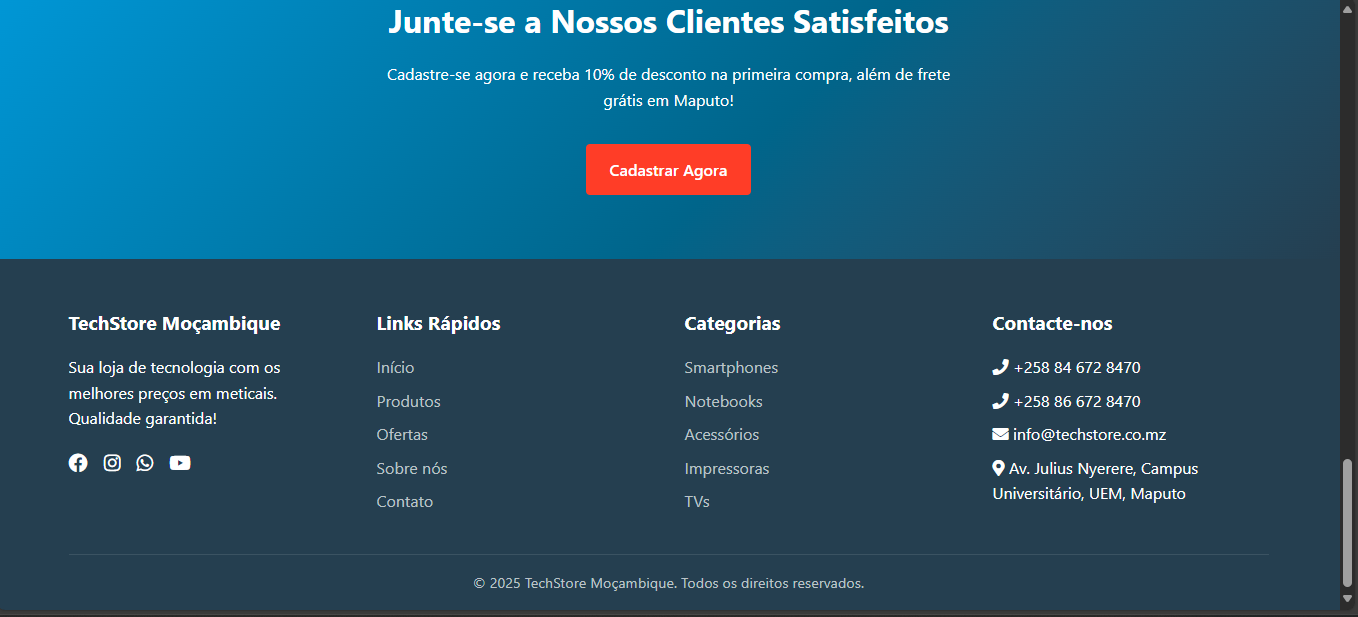 Junte-se a Nossos Clientes Satisfeitos
Cadastre-se agora e receba 10% de desconto na primeira compra, além de frete
grátis em Maputo!
Cadastrar Agora
TechStore Moçambique
Sua loja de tecnologia com os
melhores preços em meticais.
Qualidade garantida!
Links Rápidos
Início
Produtos
Ofertas
Sobre nós
Contato
Categorias
Smartphones
Notebooks
Acessórios
Impressoras
TVs
Contacte-nos
+258 84 672 8470
+258 86 672 8470
info@techstore.co.mz
Av. Julius Nyerere, Campus
Universitário, UEM, Maputo
© 2025 TechStore Moçambique. Todos os direitos reservados.